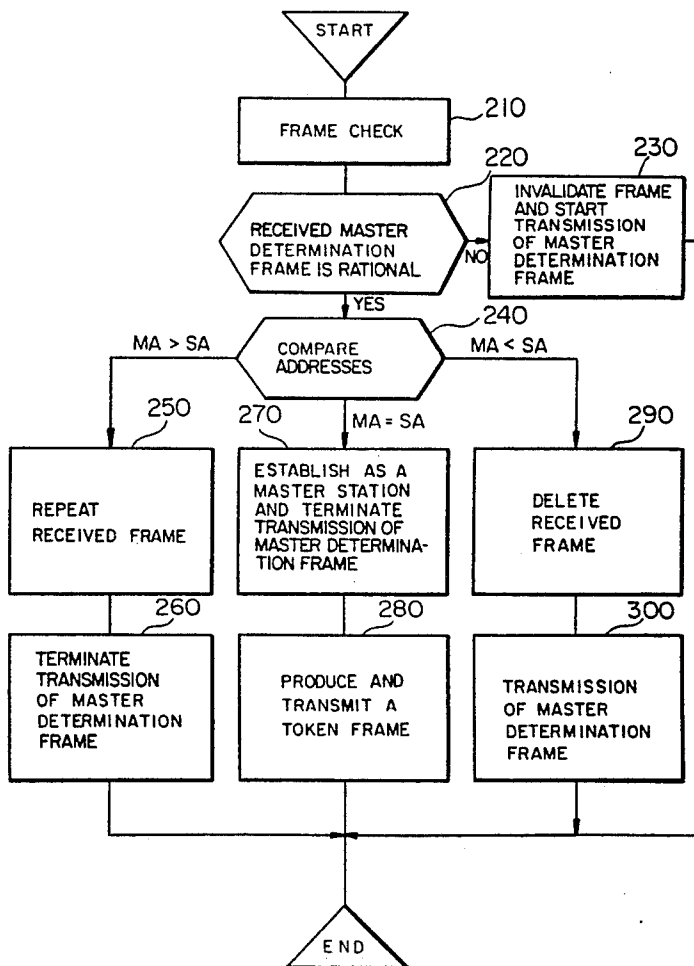 START
FRAME CHECK
210
220
RECEIVED MASTER
DETERMINATION
FRAME IS RATIONAL
NO
230
INVALIDATE FRAME
AND START
TRANSMISSION
OF MASTER
DETERMINATION
FRAME
YES
240
COMPARE
ADDRESSES
MA > SA
MA < SA
MA = SA
250
REPEAT
RECEIVED FRAME
270
ESTABLISH AS A
MASTER STATION
AND TERMINATE
TRANSMISSION OF
MASTER DETERMINA-
TION FRAME
290
DELETE
RECEIVED
FRAME
260
TERMINATE
TRANSMISSION
OF MASTER
DETERMINATION
FRAME
280
PRODUCE AND
TRANSMIT A
TOKEN FRAME
300
TRANSMISSION
OF MASTER
DETERMINATION
FRAME
END